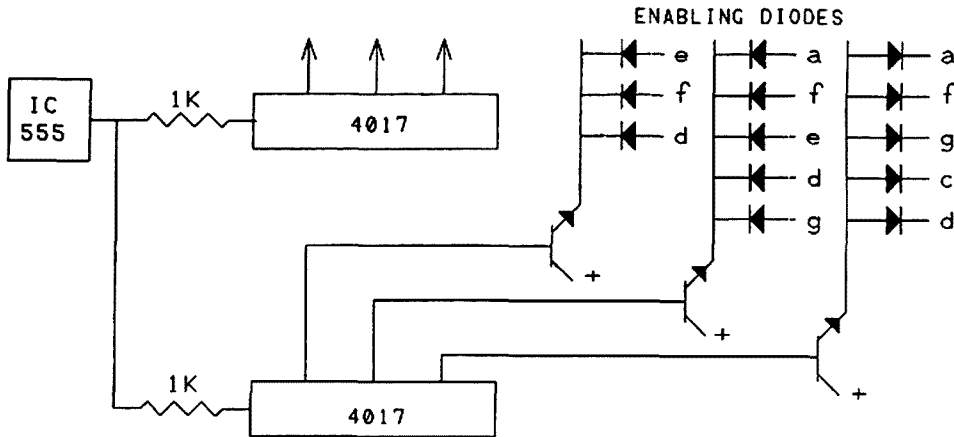 ENABLING DIODES
IC
555
1K
4017
e
f
d
a
f
e
d
g
a
f
g
c
d
+
+
+
1K
4017